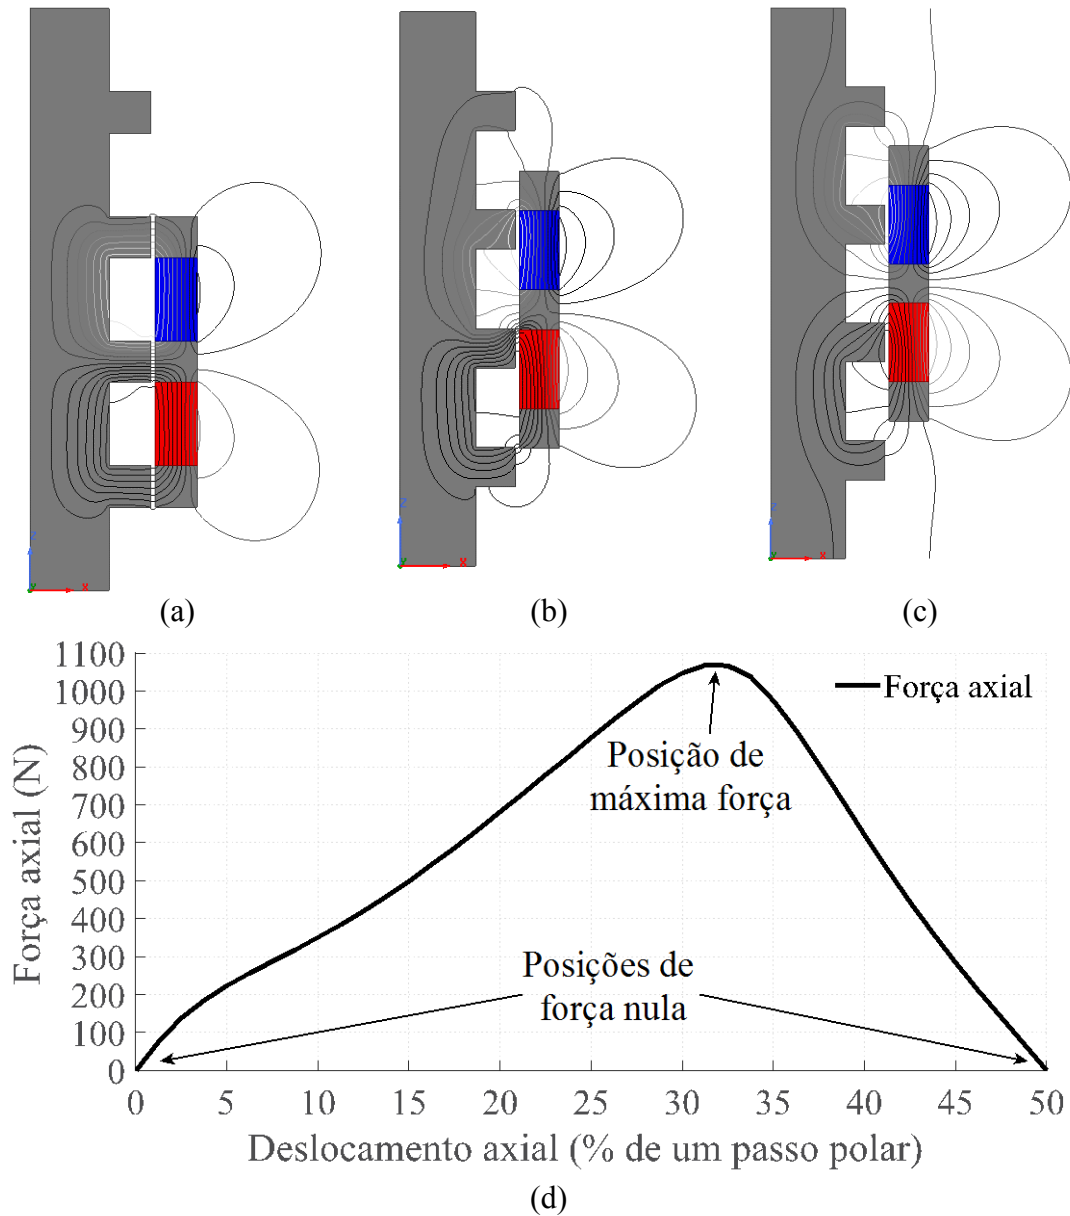 Z
Y
X
Z
Y
X
Z
Y
X
(a)
(b)
(c)
1100
1000
900
800
700
600
500
400
300
200
100
0
Força axial (N)
Força axial
Posição de
máxima força
Posições de
força nula
0 5 10 15 20 25 30 35 40 45 50
Deslocamento axial (% de um passo polar)
(d)